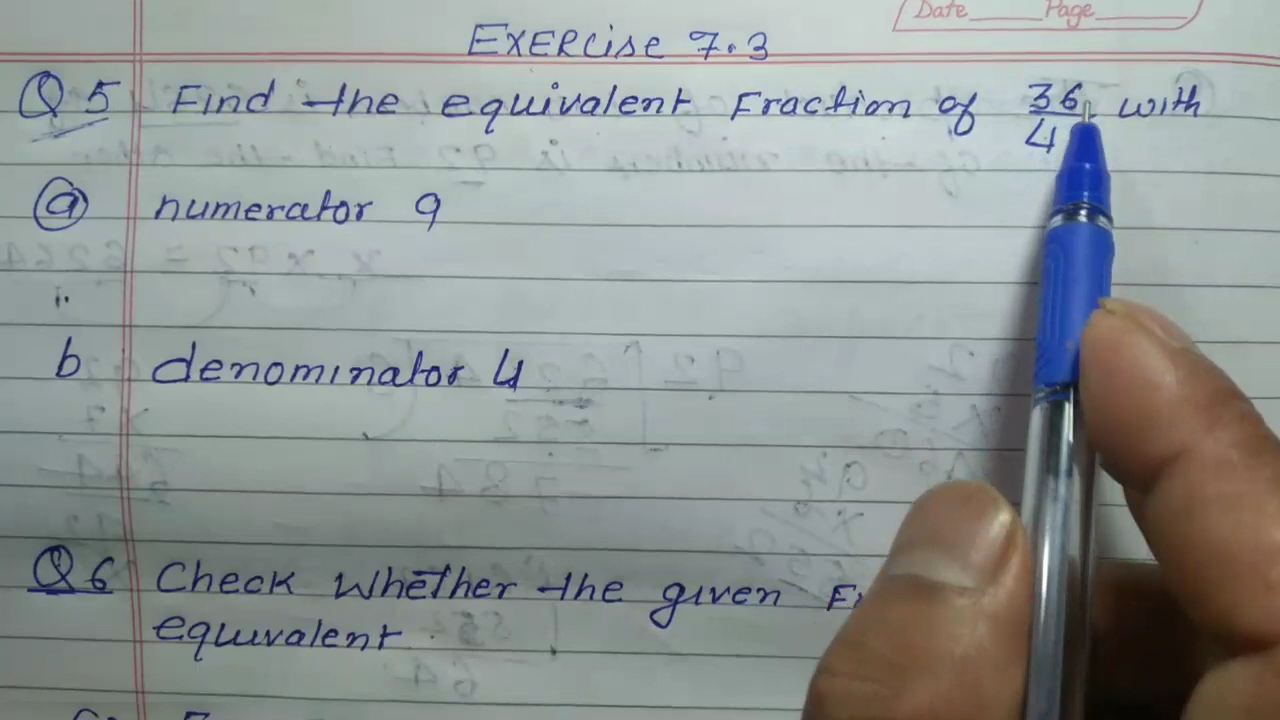 Date Page
EXERCISE 7.3
Q5 Find the equivalent Fraction of 36 with
4
a numerator 9
b denominator 4
Q6 Check whether the given
equivalent.